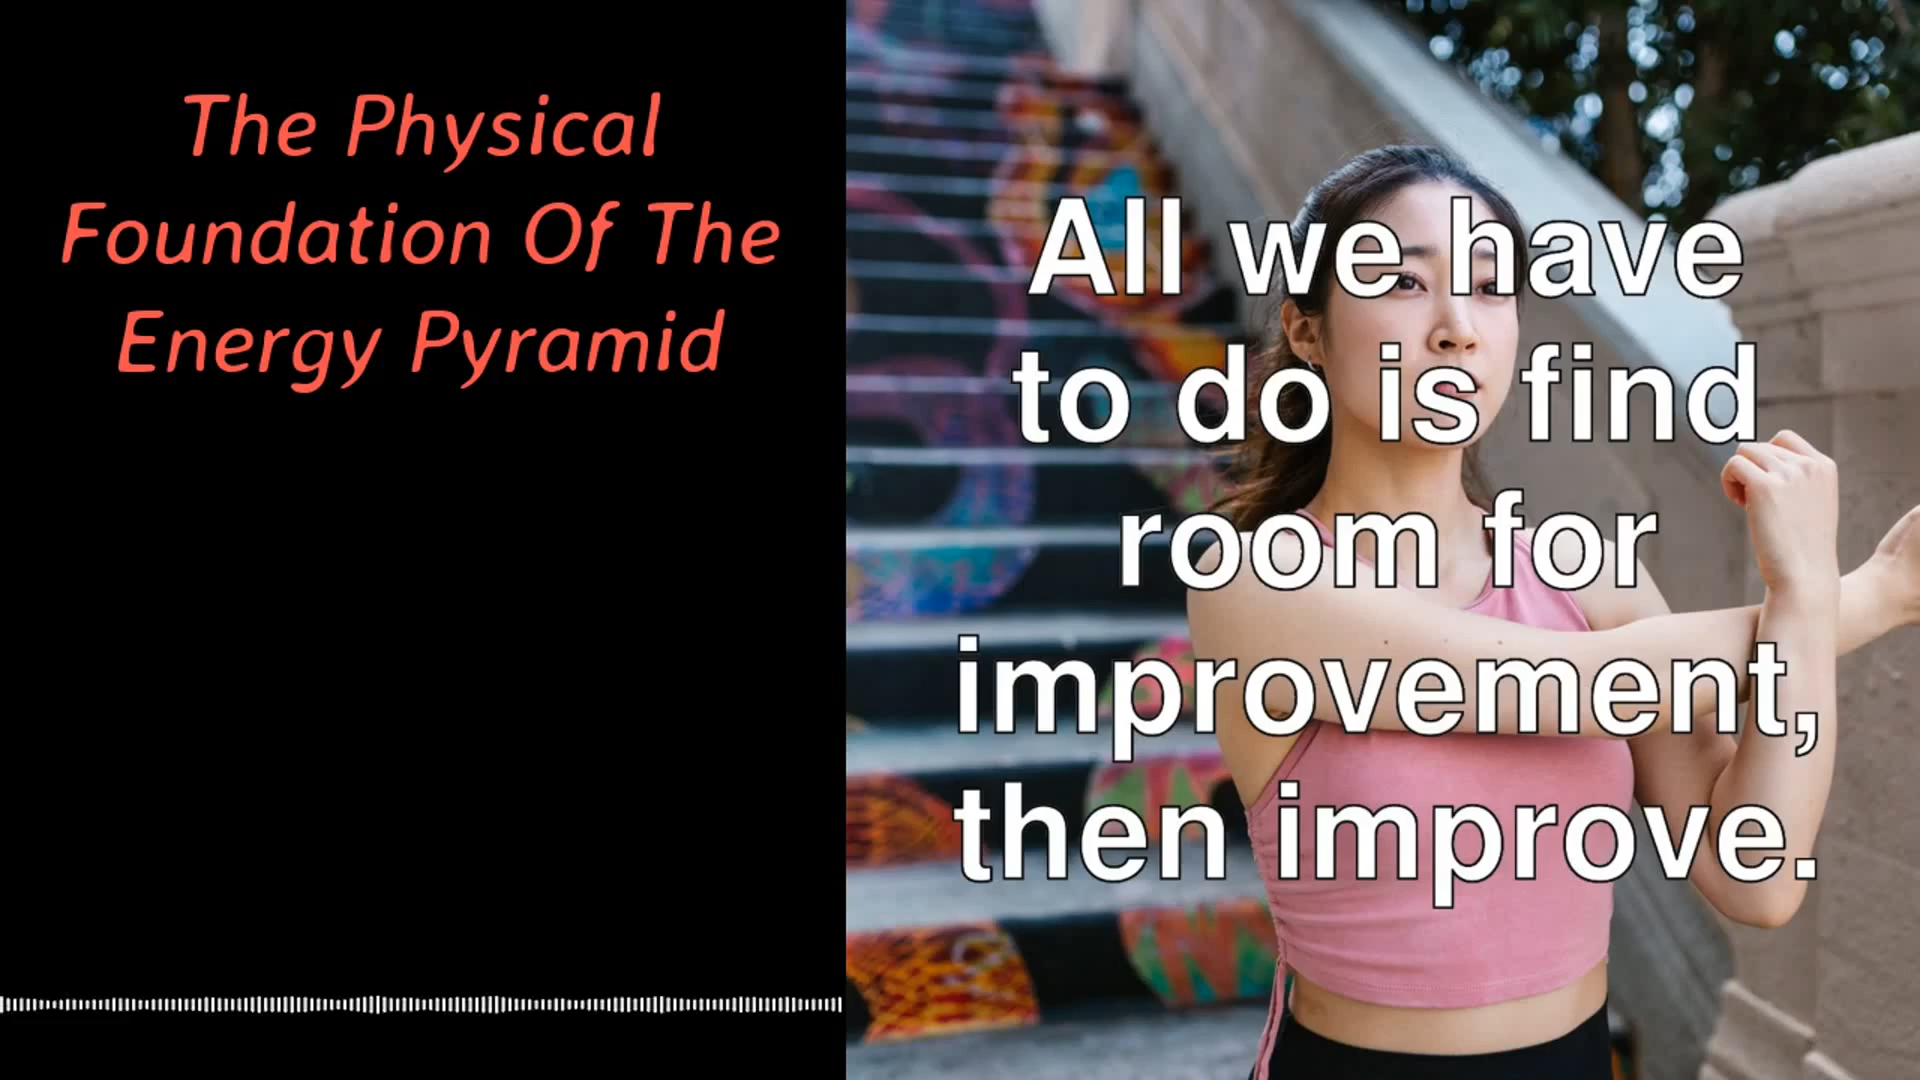 The Physical
Foundation Of The
Energy Pyramid
All we have
to do is find
room for
improvement,
then improve.